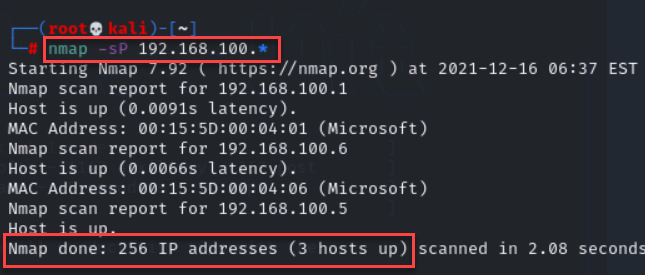 ┌──(root💀kali)-[~]
└─# nmap -sP 192.168.100.*
Starting Nmap 7.92 ( https://nmap.org ) at 2021-12-16 06:37 EST
Nmap scan report for 192.168.100.1
Host is up (0.0091s latency).
MAC Address: 00:15:5D:00:04:01 (Microsoft)
Nmap scan report for 192.168.100.6
Host is up (0.0066s latency).
MAC Address: 00:15:5D:00:04:06 (Microsoft)
Nmap scan report for 192.168.100.5
Host is up.
Nmap done: 256 IP addresses (3 hosts up) scanned in 2.08 seconds